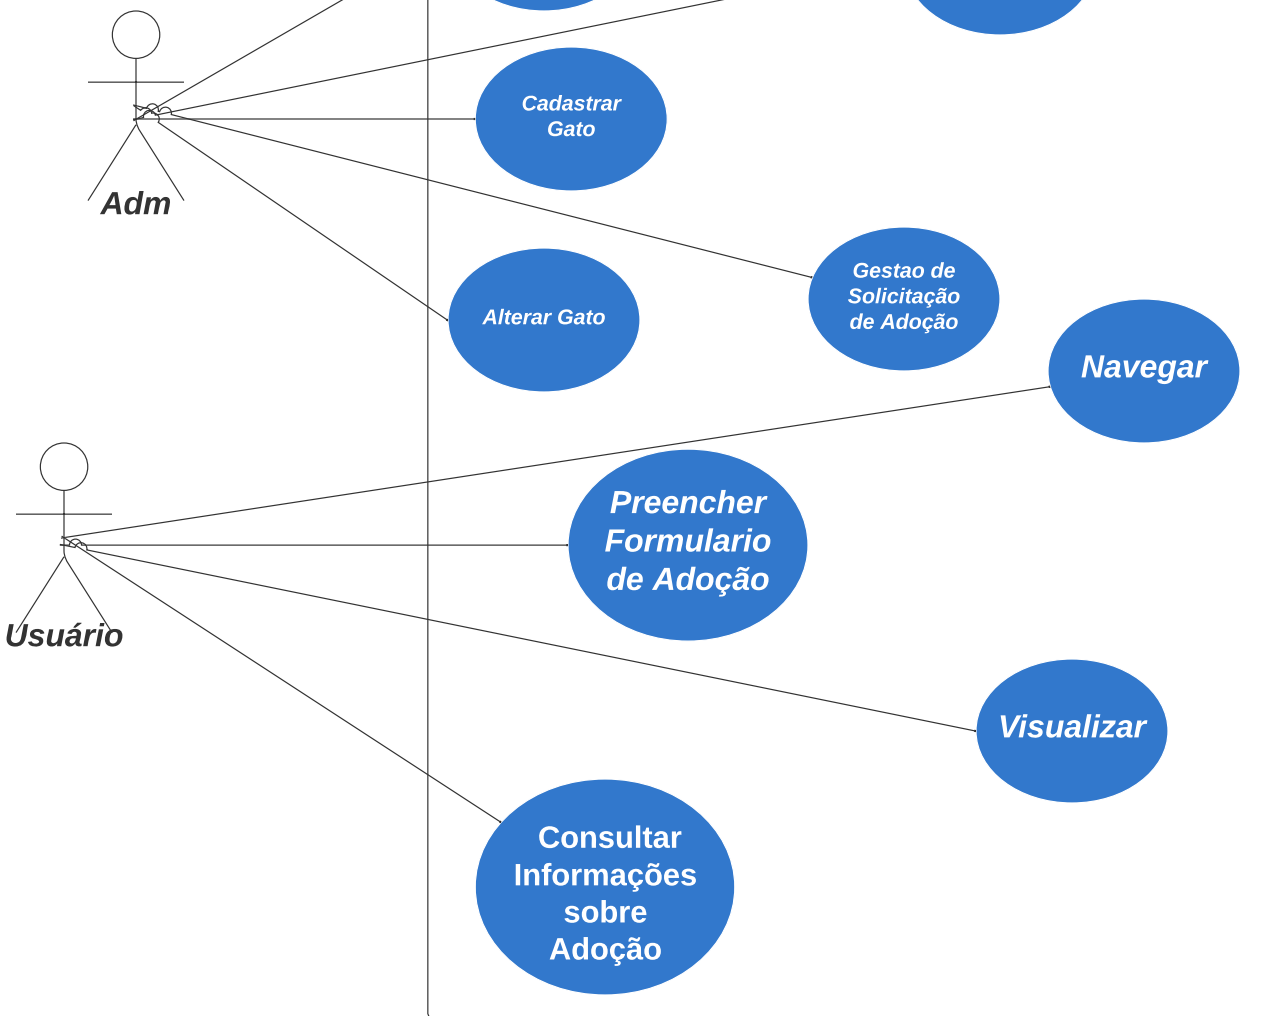 Cadastrar
Gato
Adm
Gestao de
Solicitação
de Adoção
Alterar Gato
Navegar
Preencher
Formulario
de Adoção
Usuário
Visualizar
Consultar
Informações
sobre
Adoção